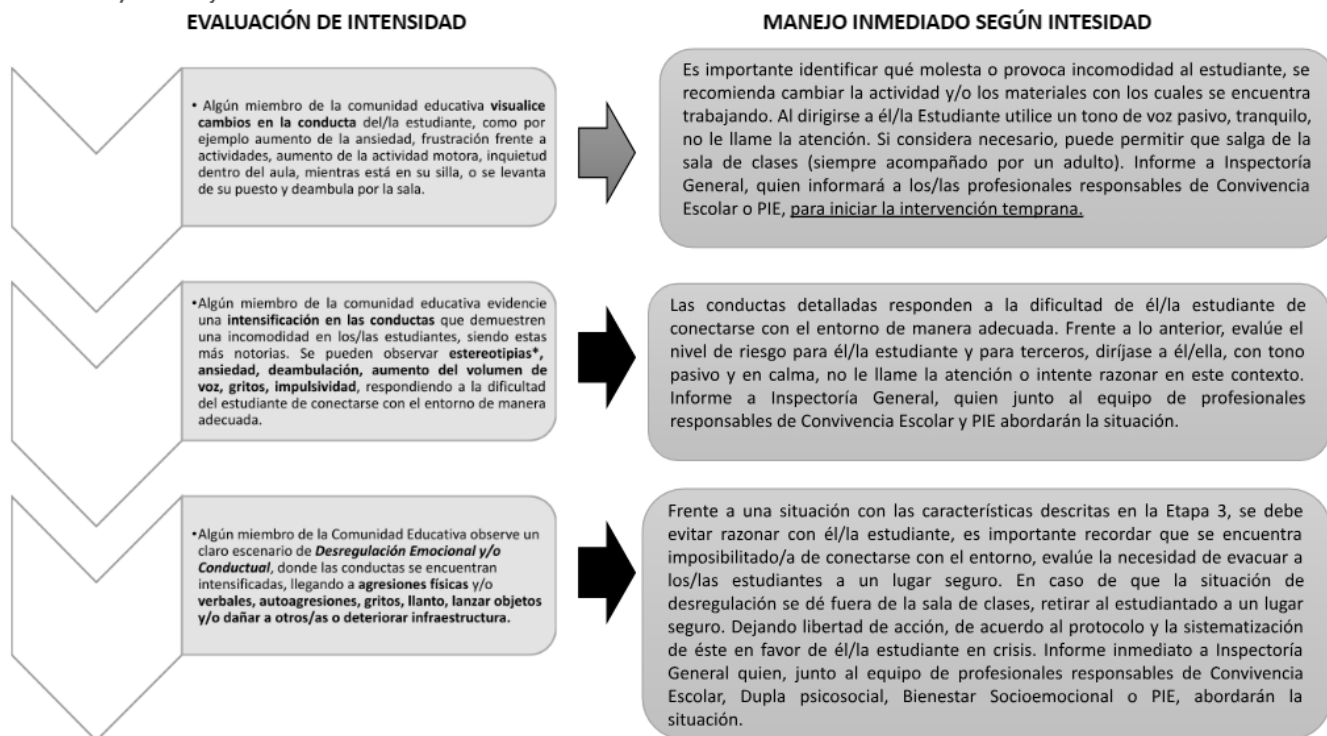 EVALUACIÓN DE INTENSIDAD
MANEJO INMEDIADO SEGÚN INTESIDAD
• Algún miembro de la comunidad educativa visualice
cambios en la conducta del/la estudiante, como por
ejemplo aumento de la ansiedad, frustración frente a
actividades, aumento de la actividad motora, inquietud
dentro del aula, mientras está en su silla, o se levanta
de su puesto y deambula por la sala.
Es importante identificar qué molesta o provoca incomodidad al estudiante, se
recomienda cambiar la actividad y/o los materiales con los cuales se encuentra
trabajando. Al dirigirse a él/la Estudiante utilice un tono de voz pasivo, tranquilo,
no le llame la atención. Si considera necesario, puede permitir que salga de la
sala de clases (siempre acompañado por un adulto). Informe a Inspectoría
General, quien informará a los/las profesionales responsables de Convivencia
Escolar o PIE, para iniciar la intervención temprana.
•Algún miembro de la comunidad educativa evidencie
una intensificación en las conductas que demuestren
una incomodidad en los/las estudiantes, siendo estas
más notorias. Se pueden observar estereotipias*,
ansiedad, deambulación, aumento del volumen de
voz, gritos, impulsividad, respondiendo a la dificultad
del estudiante de conectarse con el entorno de manera
adecuada.
Las conductas detalladas responden a la dificultad de él/la estudiante de
conectarse con el entorno de manera adecuada. Frente a lo anterior, evalúe el
nivel de riesgo para él/la estudiante y para terceros, diríjase a él/ella, con tono
pasivo y en calma, no le llame la atención o intente razonar en este contexto.
Informe a Inspectoría General, quien junto al equipo de profesionales
responsables de Convivencia Escolar y PIE abordarán la situación.
•Algún miembro de la Comunidad Educativa observe un
claro escenario de Desregulación Emocional y/o
Conductual, donde las conductas se encuentran
intensificadas, llegando a agresiones físicas y/o
verbales, autoagresiones, gritos, llanto, lanzar objetos
y/o dañar a otros/as o deteriorar infraestructura.
Frente a una situación con las características descritas en la Etapa 3, se debe
evitar razonar con él/la estudiante, es importante recordar que se encuentra
imposibilitado/a de conectarse con el entorno, evalúe la necesidad de evacuar a
los/las estudiantes a un lugar seguro. En caso de que la situación de
desregulación se dé fuera de la sala de clases, retirar al estudiantado a un lugar
seguro. Dejando libertad de acción, de acuerdo al protocolo y la sistematización
de éste en favor de él/la estudiante en crisis. Informe inmediato a Inspectoría
General quien, junto al equipo de profesionales responsables de Convivencia
Escolar, Dupla psicosocial, Bienestar Socioemocional o PIE, abordarán la
situación.